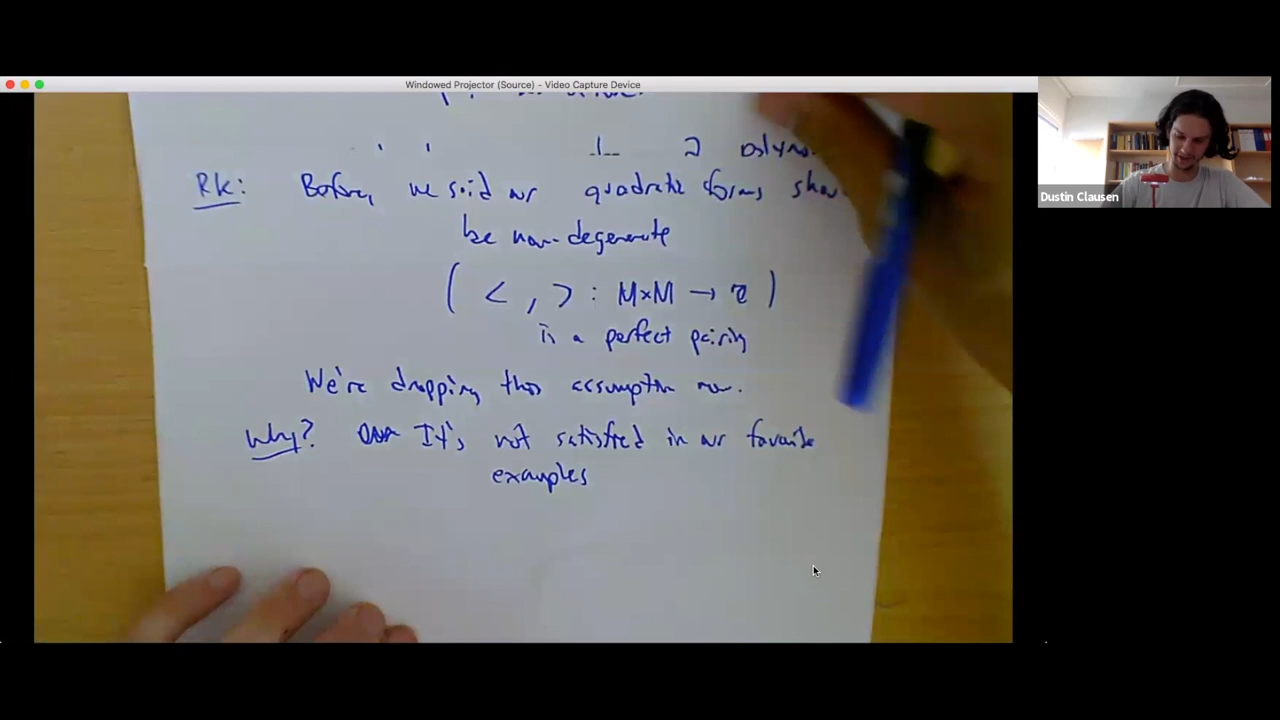 Windowed Projector (Source) - Video Capture Device
Dustin Clausen
Rk: Before, we said our quadratic forms
be non-degenerate
( < , > : M×M → Z )
is a perfect pairing
We're dropping this assumption now.
Why? It's not satisfied in our favorite
examples